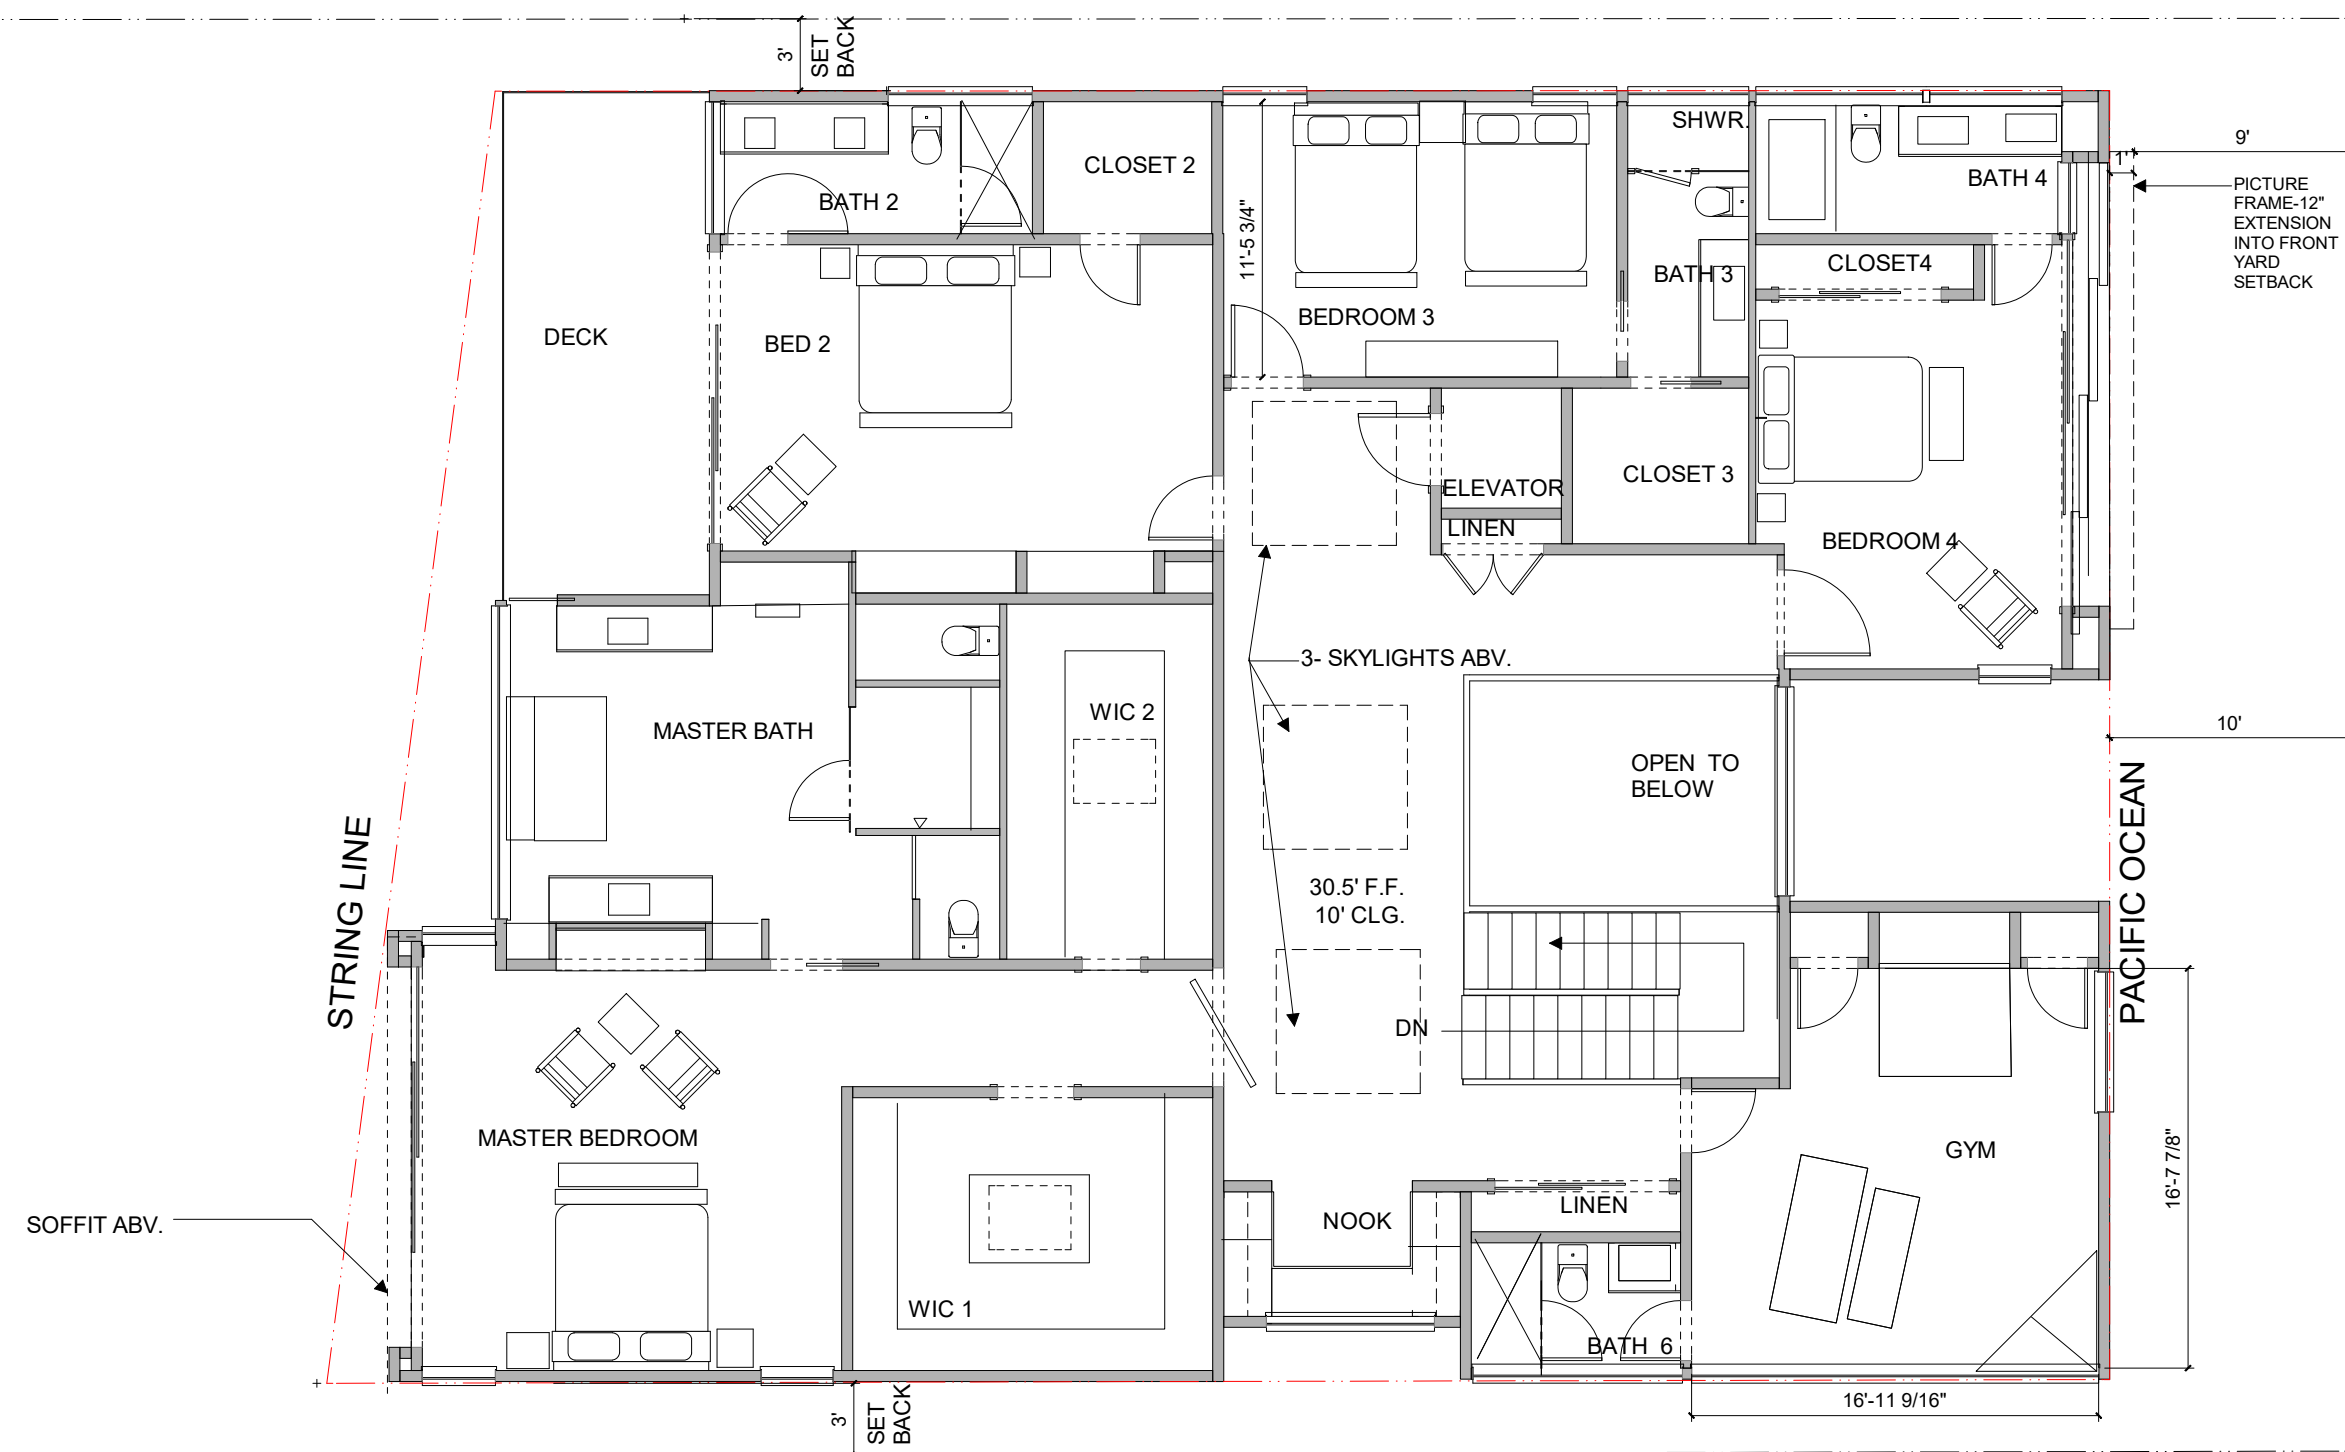 3'
SET
BACK
SHWR.
CLOSET 2
BATH 2
BATH 4
9'
1'
PICTURE
FRAME-12"
EXTENSION
INTO FRONT
YARD
SETBACK
11'-5 3/4"
BATH 3
CLOSET4
BEDROOM 3
DECK
BED 2
ELEVATOR
CLOSET 3
LINEN
BEDROOM 4
3- SKYLIGHTS ABV.
WIC 2
MASTER BATH
10'
OPEN TO
BELOW
STRING LINE
PACIFIC OCEAN
30.5' F.F.
10' CLG.
DN
MASTER BEDROOM
GYM
16'-7 7/8"
SOFFIT ABV.
NOOK
LINEN
WIC 1
BATH 6
16'-11 9/16"
3'
SET
BACK